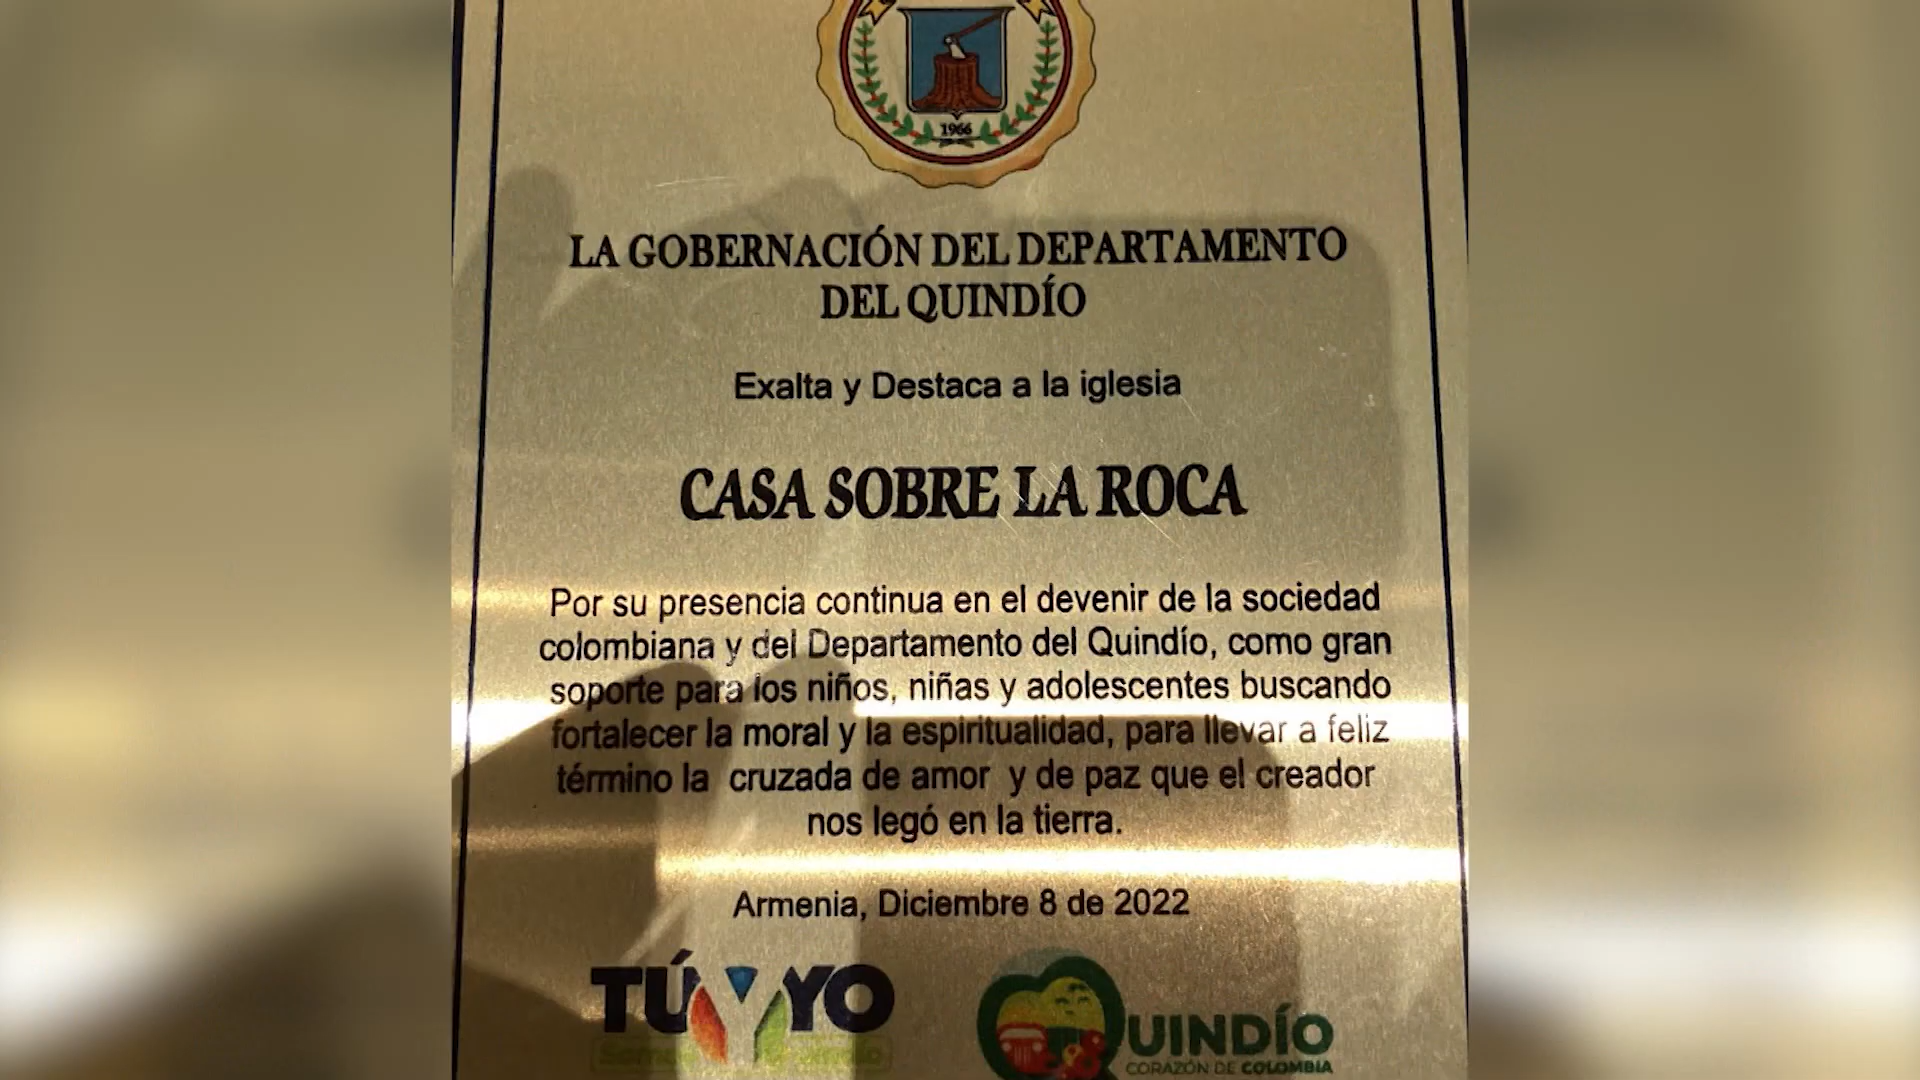 1966
LA GOBERNACIÓN DEL DEPARTAMENTO
DEL QUINDÍO
Exalta y Destaca a la iglesia
CASA SOBRE LA ROCA
Por su presencia continua en el devenir de la sociedad
colombiana y del Departamento del Quindío, como gran
soporte para los niños, niñas y adolescentes buscando
fortalecer la moral y la espiritualidad, para llevar a feliz
término la cruzada de amor y de paz que el creador
nos legó en la tierra.
Armenia, Diciembre 8 de 2022
TÚ Y YO
QUINDÍO
CORAZÓN DE COLOMBIA